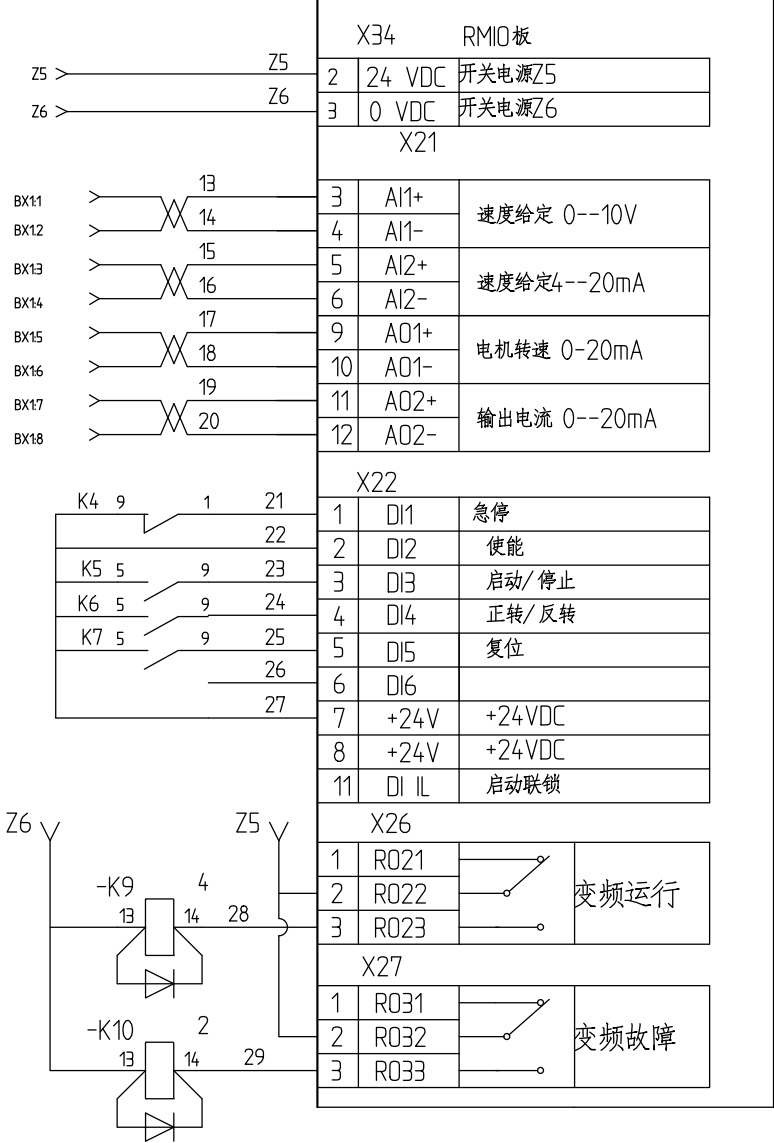 X34 RMIO板
Z5 Z5 2 24 VDC 开关电源Z5
Z6 Z6 3 0 VDC 开关电源Z6
X21
BX1:1 13 3 AI1+ 速度给定 0--10V
BX1:2 14 4 AI1-
BX1:3 15 5 AI2+ 速度给定4--20mA
BX1:4 16 6 AI2-
BX1:5 17 9 AO1+ 电机转速 0-20mA
BX1:6 18 10 AO1-
BX1:7 19 11 AO2+ 输出电流 0--20mA
BX1:8 20 12 AO2-
X22
K4 9 1 21 1 DI1 急停
22 2 DI2 使能
K5 5 9 23 3 DI3 启动/停止
K6 5 9 24 4 DI4 正转/反转
K7 5 9 25 5 DI5 复位
26 6 DI6
27 7 +24V +24VDC
8 +24V +24VDC
11 DI IL 启动联锁
Z6 Z5 X26
1 RO21
-K9 4 2 RO22 变频运行
13 14 28 3 RO23
X27
1 RO31
-K10 2 2 RO32 变频故障
13 14 29 3 RO33